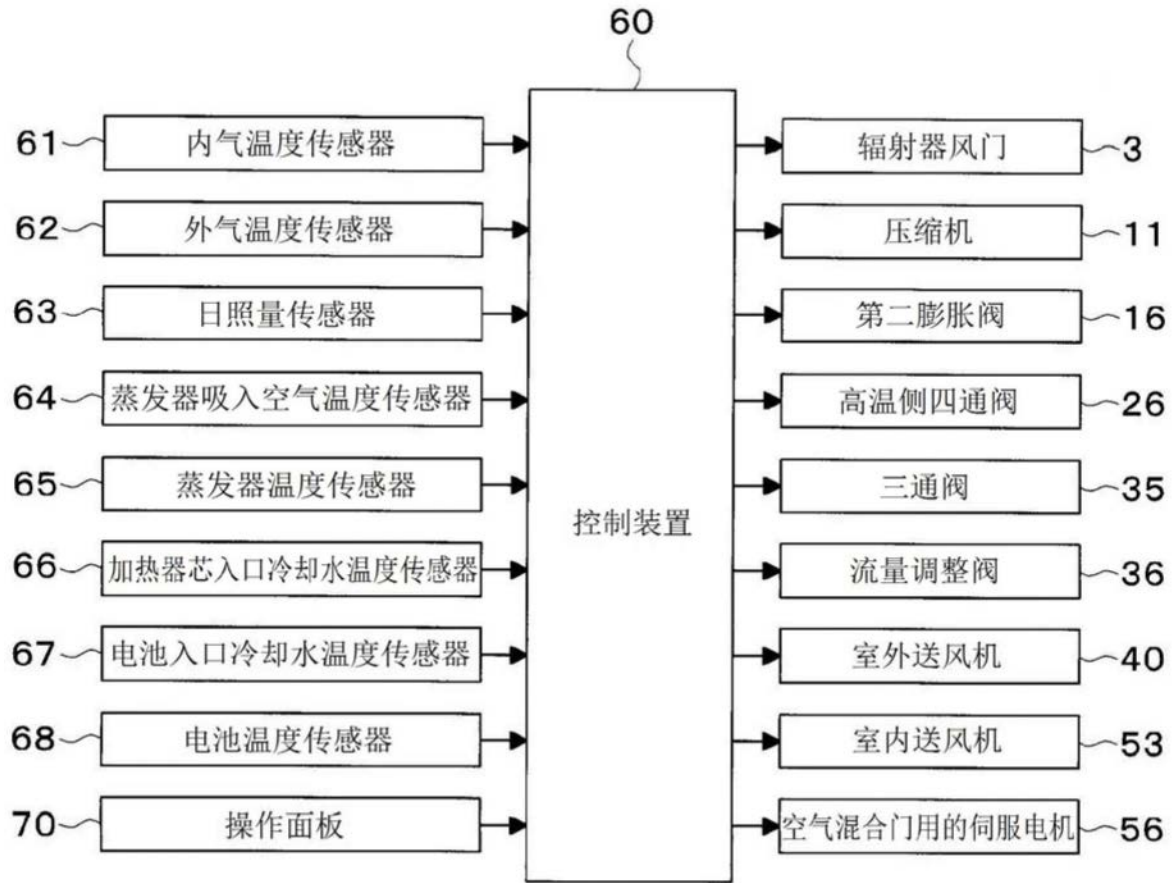 60
61 内气温度传感器
62 外气温度传感器
63 日照量传感器
64 蒸发器吸入空气温度传感器
65 蒸发器温度传感器
66 加热器芯入口冷却水温度传感器
67 电池入口冷却水温度传感器
68 电池温度传感器
70 操作面板
控制装置
辐射器风门 3
压缩机 11
第二膨胀阀 16
高温侧四通阀 26
三通阀 35
流量调整阀 36
室外送风机 40
室内送风机 53
空气混合门用的伺服电机 56